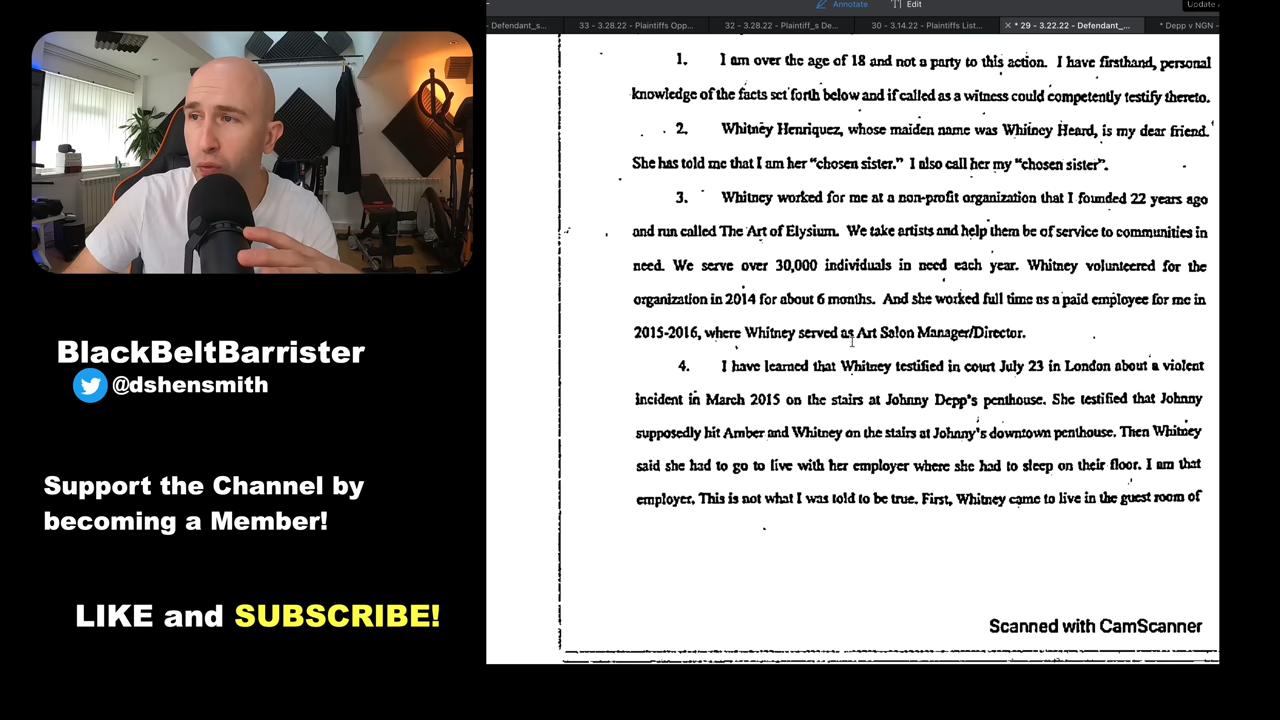 Annotate
Edit
Update
Defendant_s...
33 - 3.28.22 - Plaintiffs Opp...
32 - 3.28.22 - Plaintiff_s De...
30 - 3.14.22 - Plaintiffs List...
* 29 - 3.22.22 - Defendant_...
* Depp v NGN -
BlackBeltBarrister
@dshensmith
Support the Channel by
becoming a Member!
LIKE and SUBSCRIBE!
1. I am over the age of 18 and not a party to this action. I have firsthand, personal
knowledge of the facts set forth below and if called as a witness could competently testify thereto.
2. Whitney Henriquez, whose maiden name was Whitney Heard, is my dear friend.
She has told me that I am her “chosen sister.” I also call her my “chosen sister”.
3. Whitney worked for me at a non-profit organization that I founded 22 years ago
and run called The Art of Elysium. We take artists and help them be of service to communities in
need. We serve over 30,000 individuals in need each year. Whitney volunteered for the
organization in 2014 for about 6 months. And she worked full time as a paid employee for me in
2015-2016, where Whitney served as Art Salon Manager/Director.
4. I have learned that Whitney testified in court July 23 in London about a violent
incident in March 2015 on the stairs at Johnny Depp’s penthouse. She testified that Johnny
supposedly hit Amber and Whitney on the stairs at Johnny’s downtown penthouse. Then Whitney
said she had to go to live with her employer where she had to sleep on their floor. I am that
employer. This is not what I was told to be true. First, Whitney came to live in the guest room of
Scanned with CamScanner